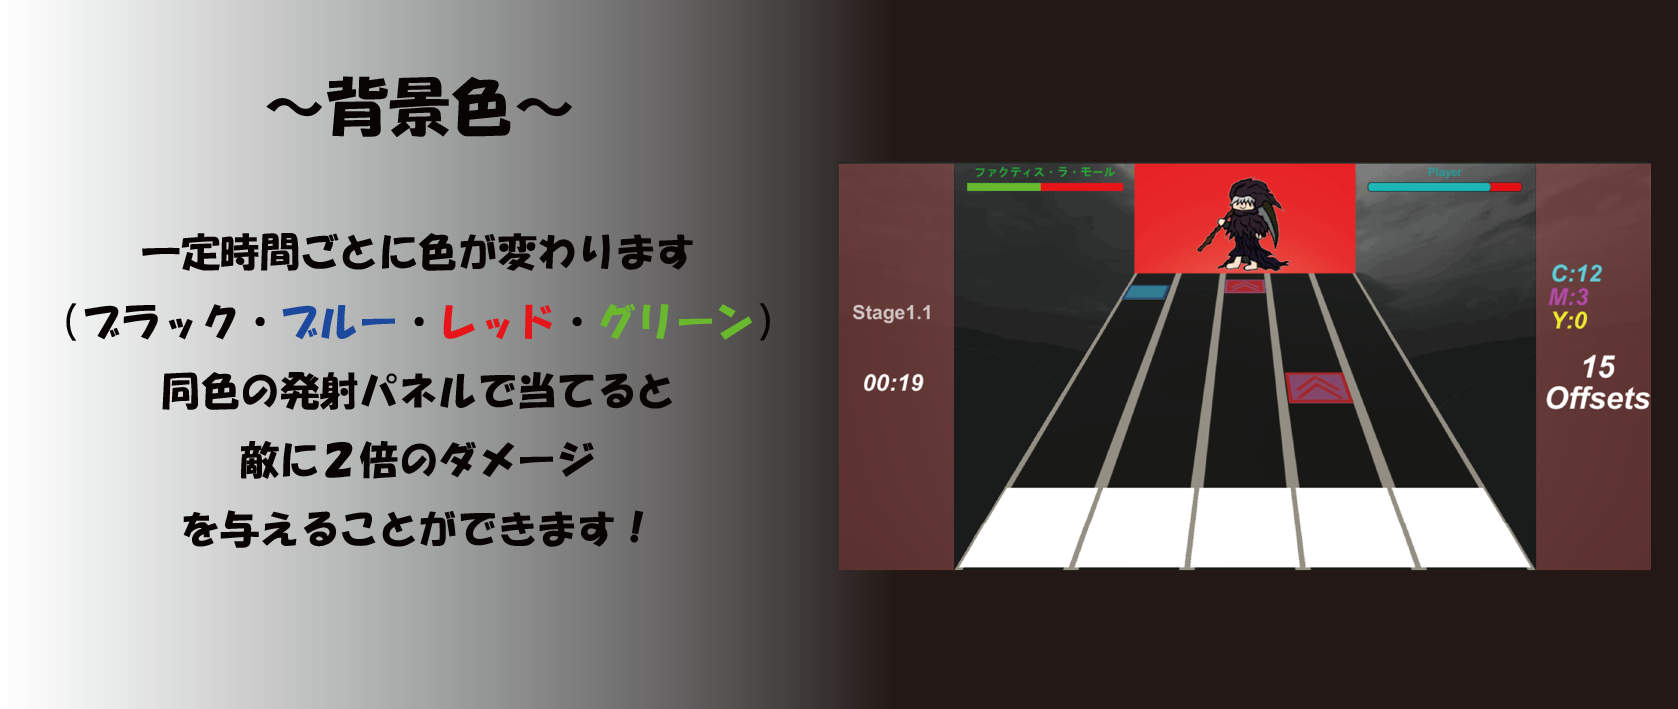 ～背景色～
一定時間ごとに色が変わります
（ブラック・ブルー・レッド・グリーン）
同色の発射パネルで当てると
敵に２倍のダメージ
を与えることができます！
ファクティス・ラ・モール
Player
Stage1.1
00:19
C:12
M:3
Y:0
15
Offsets